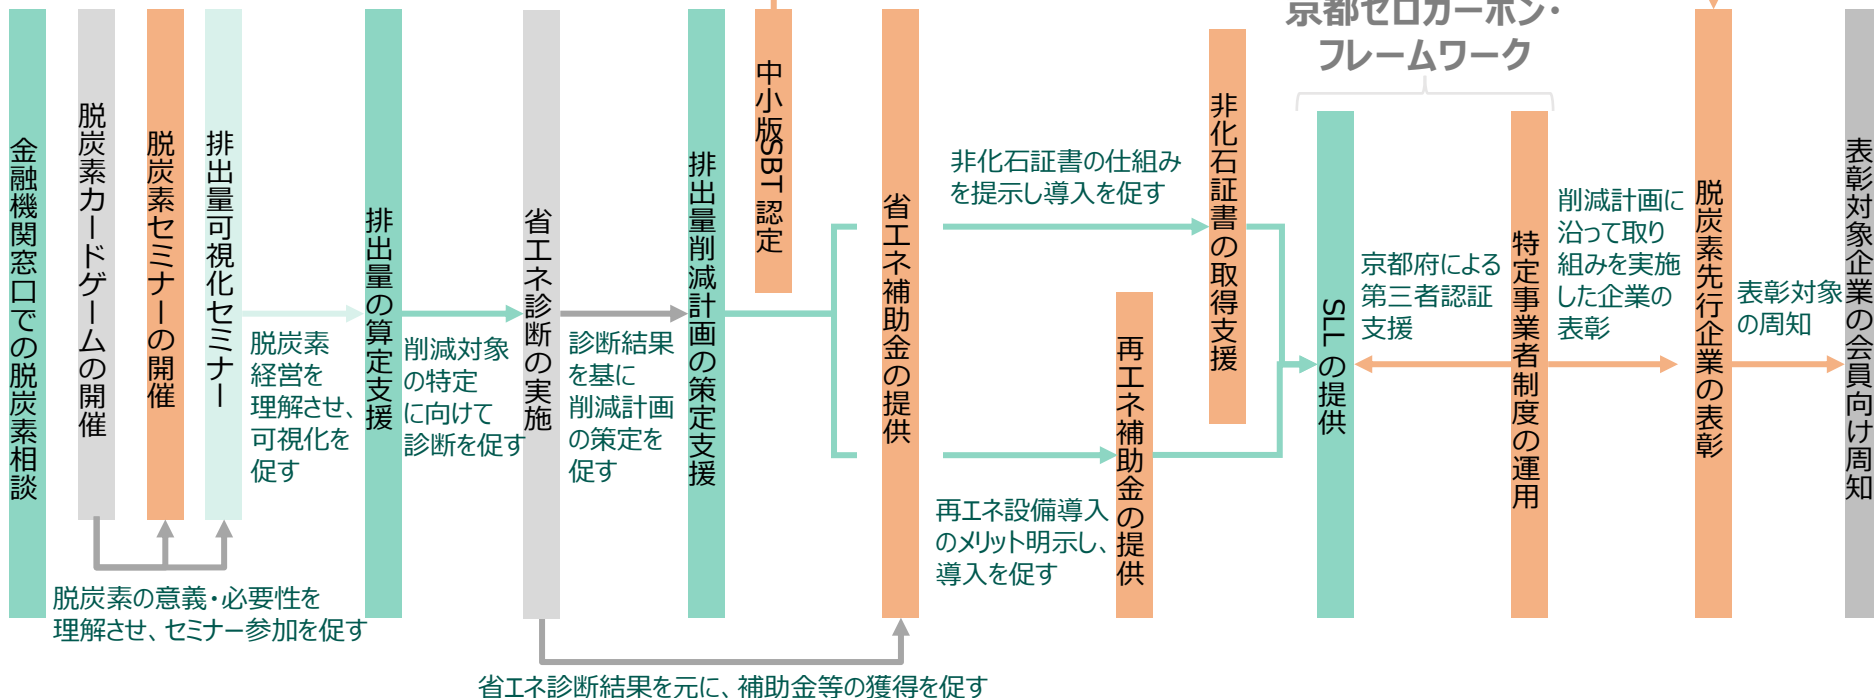 京都ゼロカーボン・
フレームワーク
金融機関窓口での脱炭素相談
脱炭素カードゲームの開催
脱炭素セミナーの開催
排出量可視化セミナー
脱炭素の意義・必要性を
理解させ、セミナー参加を促す
脱炭素
経営を
理解させ、
可視化を
促す
排出量の算定支援
削減対象
の特定
に向けて
診断を促す
省エネ診断の実施
診断結果
を基に
削減計画
の策定を
促す
省エネ診断結果を元に、補助金等の獲得を促す
排出量削減計画の策定支援
中小版SBT認定
省エネ補助金の提供
非化石証書の仕組み
を提示し導入を促す
再エネ設備導入
のメリット明示し、
導入を促す
再エネ補助金の提供
非化石証書の取得支援
SLLの提供
京都府による
第三者認証
支援
特定事業者制度の運用
削減計画に
沿って取り
組みを実施
した企業の
表彰
脱炭素先行企業の表彰
表彰対象
の周知
表彰対象企業の会員向け周知